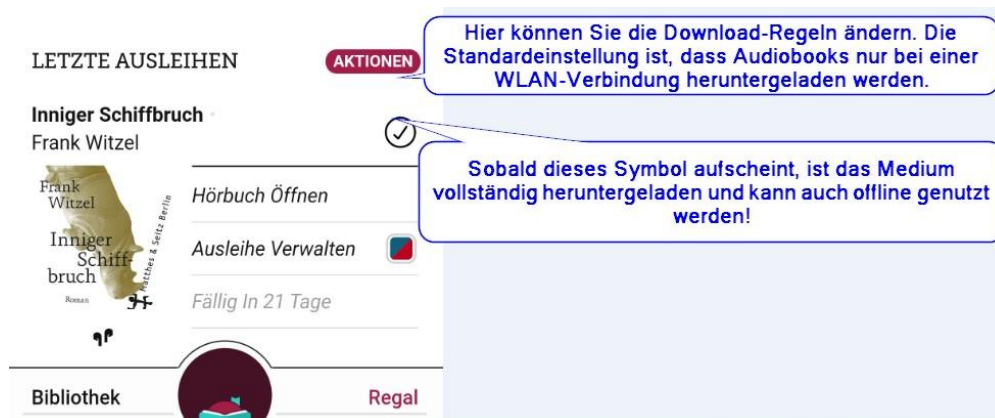 LETZTE AUSLEIHEN
AKTIONEN
Hier können Sie die Download-Regeln ändern. Die
Standardeinstellung ist, dass Audiobooks nur bei einer
WLAN-Verbindung heruntergeladen werden.
Inniger Schiffbruch
Frank Witzel
Sobald dieses Symbol aufscheint, ist das Medium
vollständig heruntergeladen und kann auch offline genutzt
werden!
Frank
Witzel
Inniger
Schiff-
bruch
Roman
Matthes & Seitz Berlin
Hörbuch Öffnen
Ausleihe Verwalten
Fällig In 21 Tage
Bibliothek
Regal